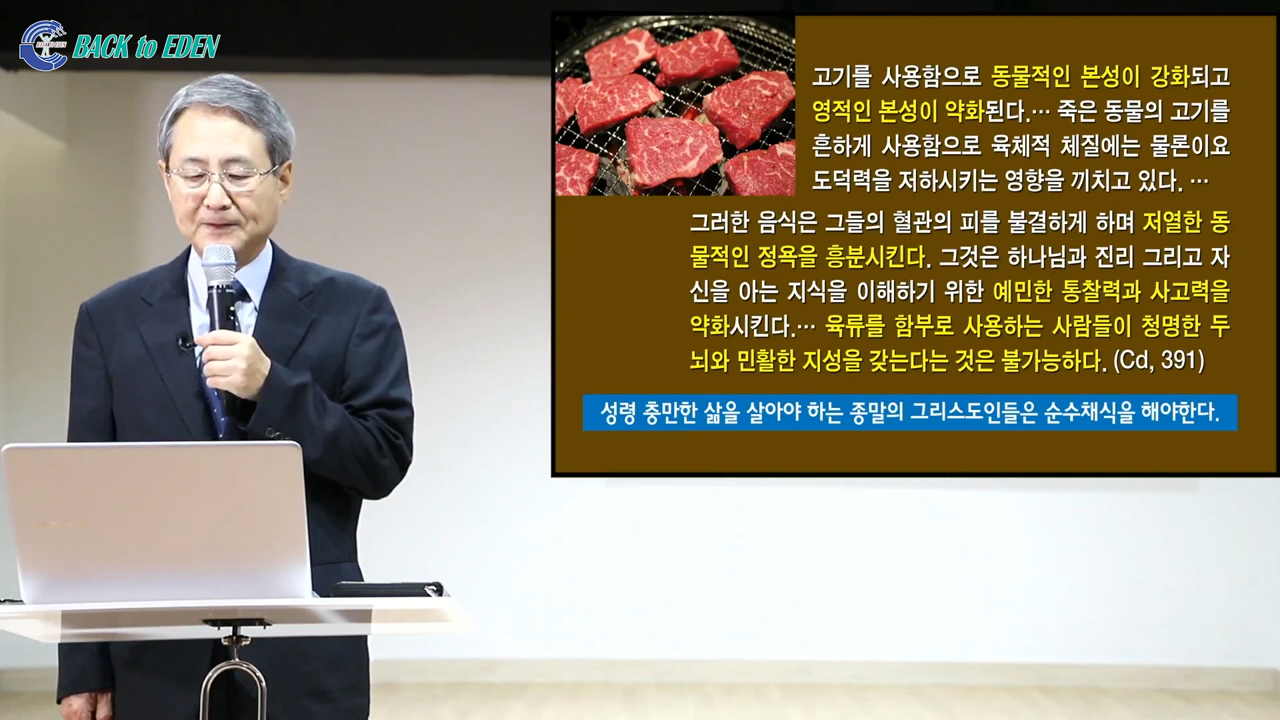 BACK to EDEN
고기를 사용함으로 동물적인 본성이 강화되고
영적인 본성이 약화된다.… 죽은 동물의 고기를
흔하게 사용함으로 육체적 체질에는 물론이요
도덕력을 저하시키는 영향을 끼치고 있다. …
그러한 음식은 그들의 혈관의 피를 불결하게 하며 저열한 동
물적인 정욕을 흥분시킨다. 그것은 하나님과 진리 그리고 자
신을 아는 지식을 이해하기 위한 예민한 통찰력과 사고력을
약화시킨다.… 육류를 함부로 사용하는 사람들이 청명한 두
뇌와 민활한 지성을 갖는다는 것은 불가능하다. (Cd, 391)
성령 충만한 삶을 살아야 하는 종말의 그리스도인들은 순수채식을 해야한다.